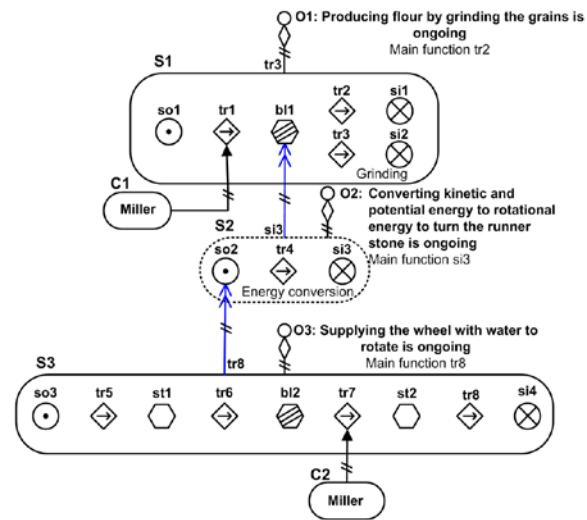 O1: Producing flour by grinding the grains is
ongoing
Main function tr2
tr3
S1
so1 tr1 bl1 tr2 si1
tr3 si2
Grinding
C1
Miller
O2: Converting kinetic and
potential energy to rotational
energy to turn the runner
stone is ongoing
Main function si3
S2
si3
so2 tr4 si3
Energy conversion
O3: Supplying the wheel with water to
rotate is ongoing
Main function tr8
tr8
S3
so3 tr5 st1 tr6 bl2 tr7 st2 tr8 si4
C2
Miller